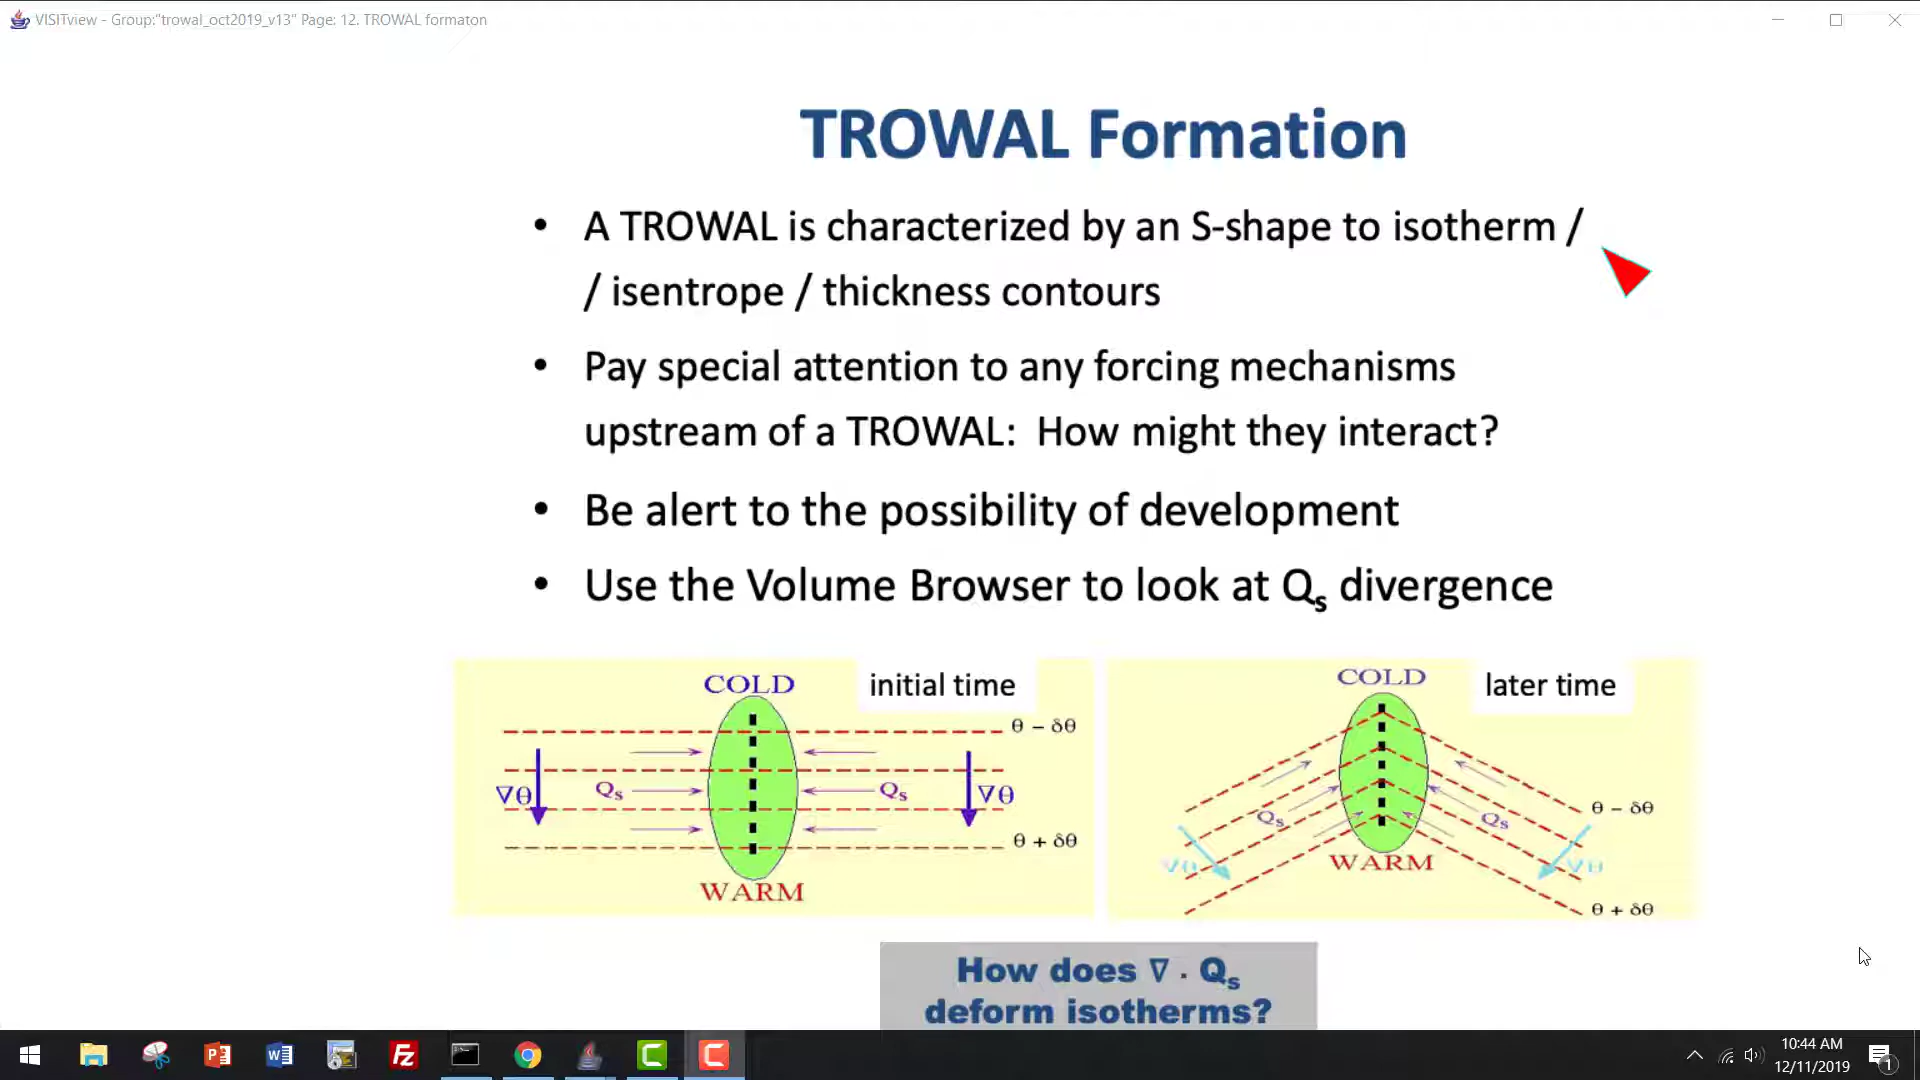 VISITview - Group:"trowal_oct2019_v13" Page: 12. TROWAL formaton
TROWAL Formation
• A TROWAL is characterized by an S-shape to isotherm /
/ isentrope / thickness contours
• Pay special attention to any forcing mechanisms
upstream of a TROWAL: How might they interact?
• Be alert to the possibility of development
• Use the Volume Browser to look at Qs divergence
COLD
initial time
θ – δθ
∇θ
Qs
Qs
∇θ
θ + δθ
WARM
COLD
later time
θ – δθ
Qs
Qs
∇θ
∇θ
WARM
θ + δθ
How does ∇ · Qs
deform isotherms?
10:44 AM
12/11/2019
1